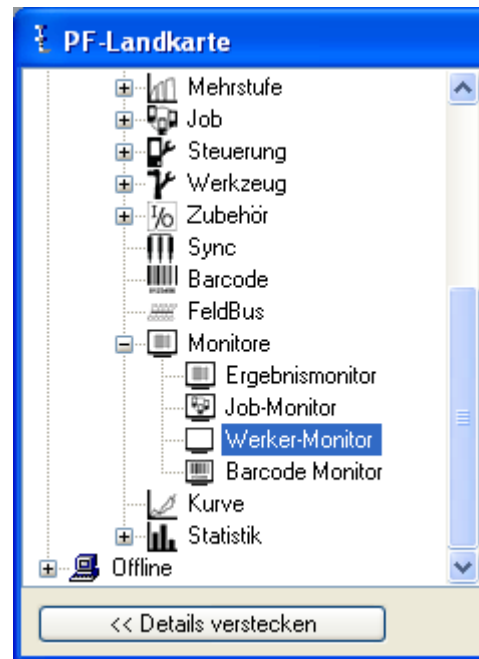 PF-Landkarte
Mehrstufe
Job
Steuerung
Werkzeug
I/O Zubehör
Sync
Barcode
FeldBus
Monitore
Ergebnismonitor
Job-Monitor
Werker-Monitor
Barcode Monitor
Kurve
Statistik
Offline
<< Details verstecken